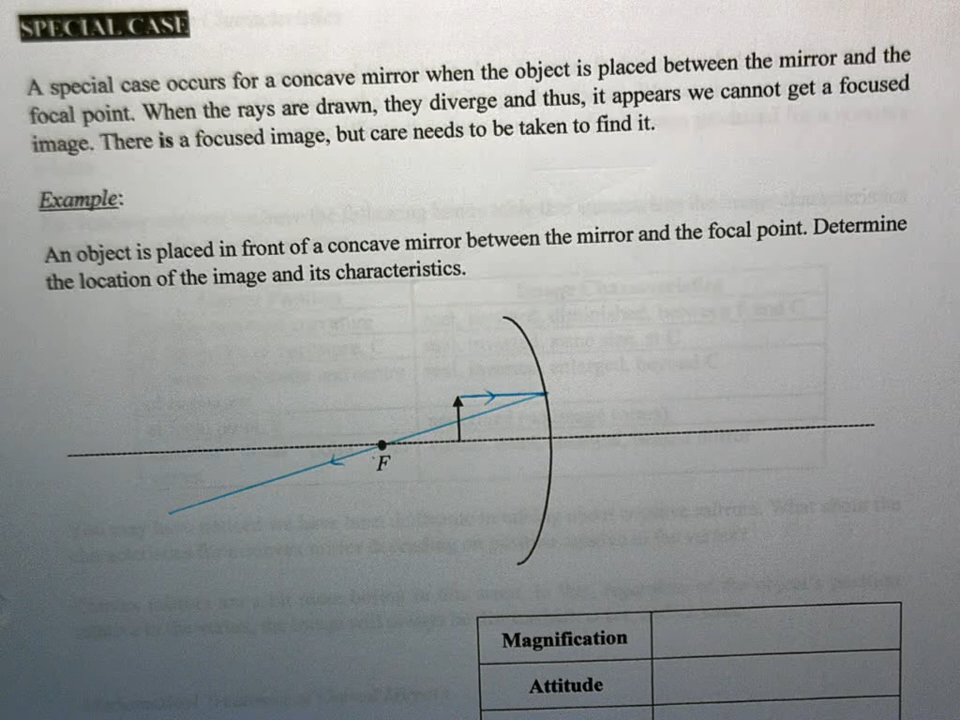 SPECIAL CASE
A special case occurs for a concave mirror when the object is placed between the mirror and the
focal point. When the rays are drawn, they diverge and thus, it appears we cannot get a focused
image. There is a focused image, but care needs to be taken to find it.
Example:
An object is placed in front of a concave mirror between the mirror and the focal point. Determine
the location of the image and its characteristics.
F
Magnification
Attitude